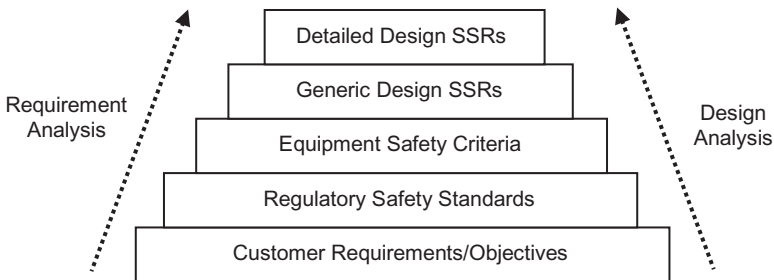 Detailed Design SSRs
Generic Design SSRs
Requirement
Analysis
Design
Analysis
Equipment Safety Criteria
Regulatory Safety Standards
Customer Requirements/Objectives